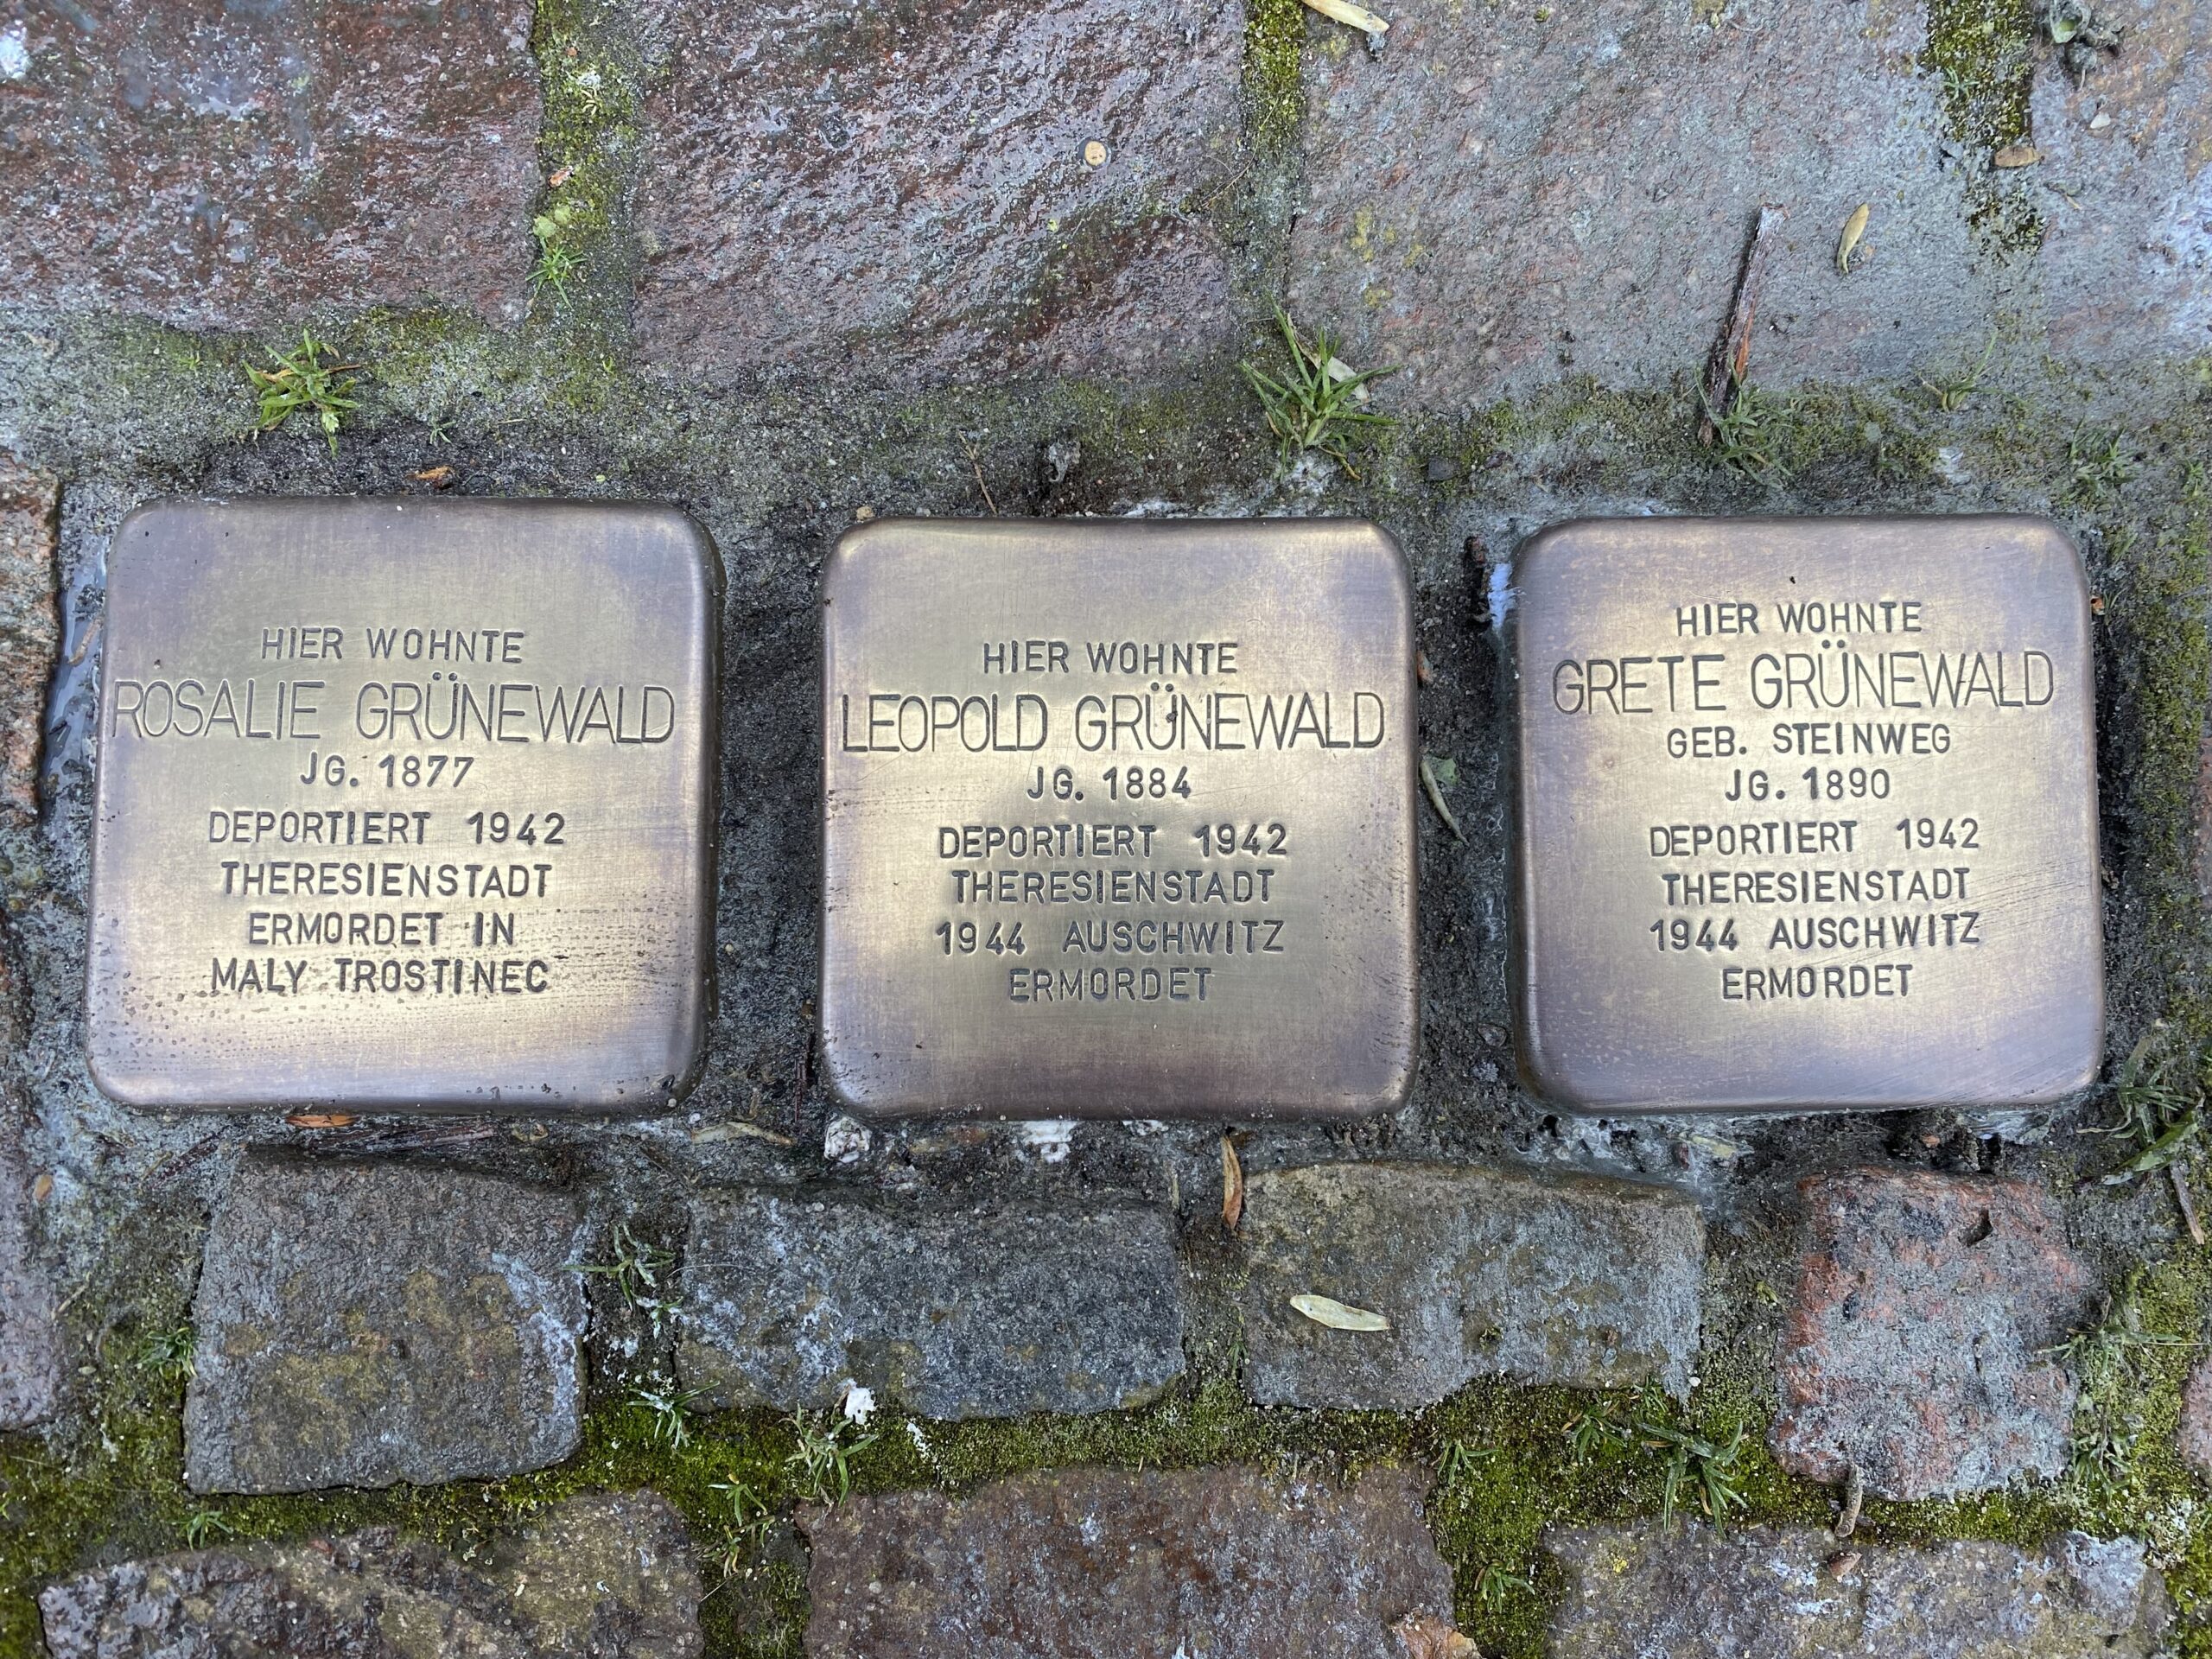 HIER WOHNTE
ROSALIE GRÜNEWALD
JG. 1877
DEPORTIERT 1942
THERESIENSTADT
ERMORDET IN
MALY TROSTINEC
HIER WOHNTE
LEOPOLD GRÜNEWALD
JG. 1884
DEPORTIERT 1942
THERESIENSTADT
1944 AUSCHWITZ
ERMORDET
HIER WOHNTE
GRETE GRÜNEWALD
GEB. STEINWEG
JG. 1890
DEPORTIERT 1942
THERESIENSTADT
1944 AUSCHWITZ
ERMORDET